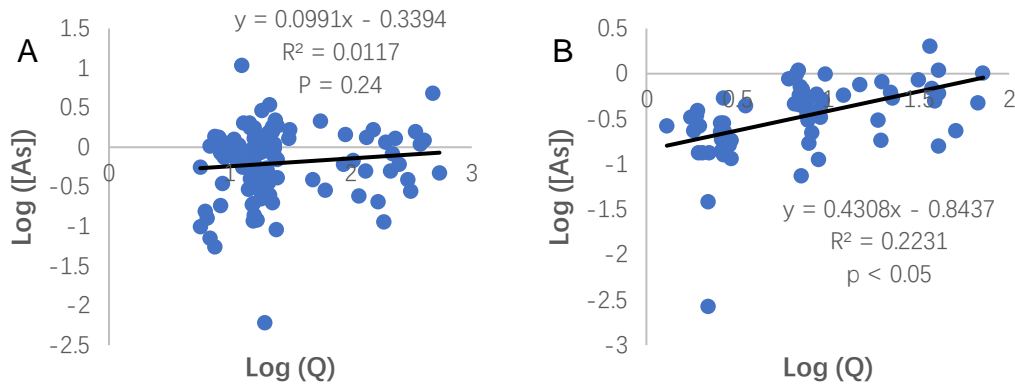 A
y = 0.0991x - 0.3394
R² = 0.0117
P = 0.24
1.5
1
0.5
0
-0.5
-1
-1.5
-2
-2.5
0
1
2
3
Log ([As])
Log (Q)
B
0.5
0
-0.5
-1
-1.5
-2
-2.5
-3
0
0.5
1
1.5
2
y = 0.4308x - 0.8437
R² = 0.2231
p < 0.05
Log ([As])
Log (Q)